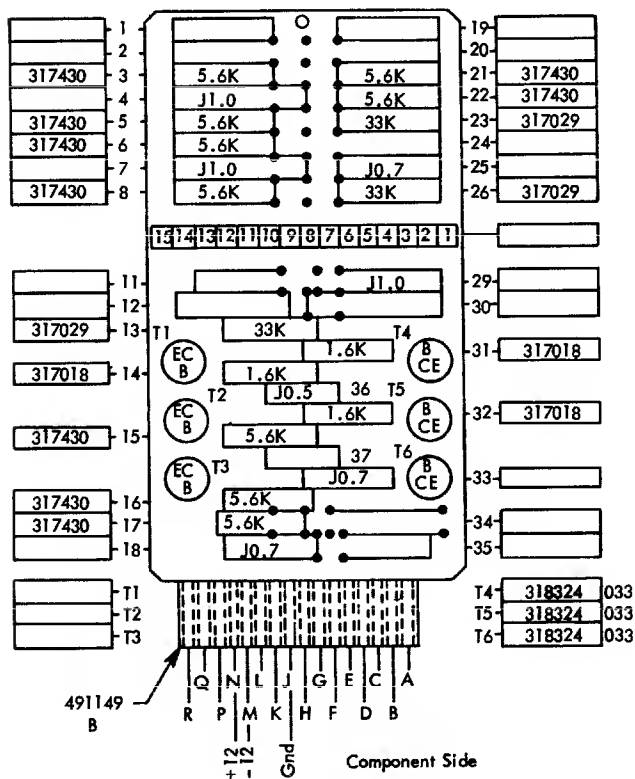 1 19
2 20
317430 3 5.6K 5.6K 21 317430
4 J1.0 5.6K 22 317430
317430 5 5.6K 33K 23 317029
317430 6 5.6K 24
7 J1.0 J0.7 25
317430 8 5.6K 33K 26 317029
15 14 13 12 11 10 9 8 7 6 5 4 3 2 1
11 J1.0 29
12 30
317029 13 T1 33K T4
EC B 1.6K B CE 31 317018
317018 14 1.6K
T2 J0.5 36 T5
EC B 1.6K B CE 32 317018
317430 15 5.6K
T3 37 T6
EC B J0.7 B CE 33
317430 16 5.6K
317430 17 5.6K 34
18 J0.7 35
T1 T4 318324 033
T2 T5 318324 033
T3 T6 318324 033
Q N L J G E C A
491149 B
R P M K H F D B
+12 -12 Gnd
Component Side